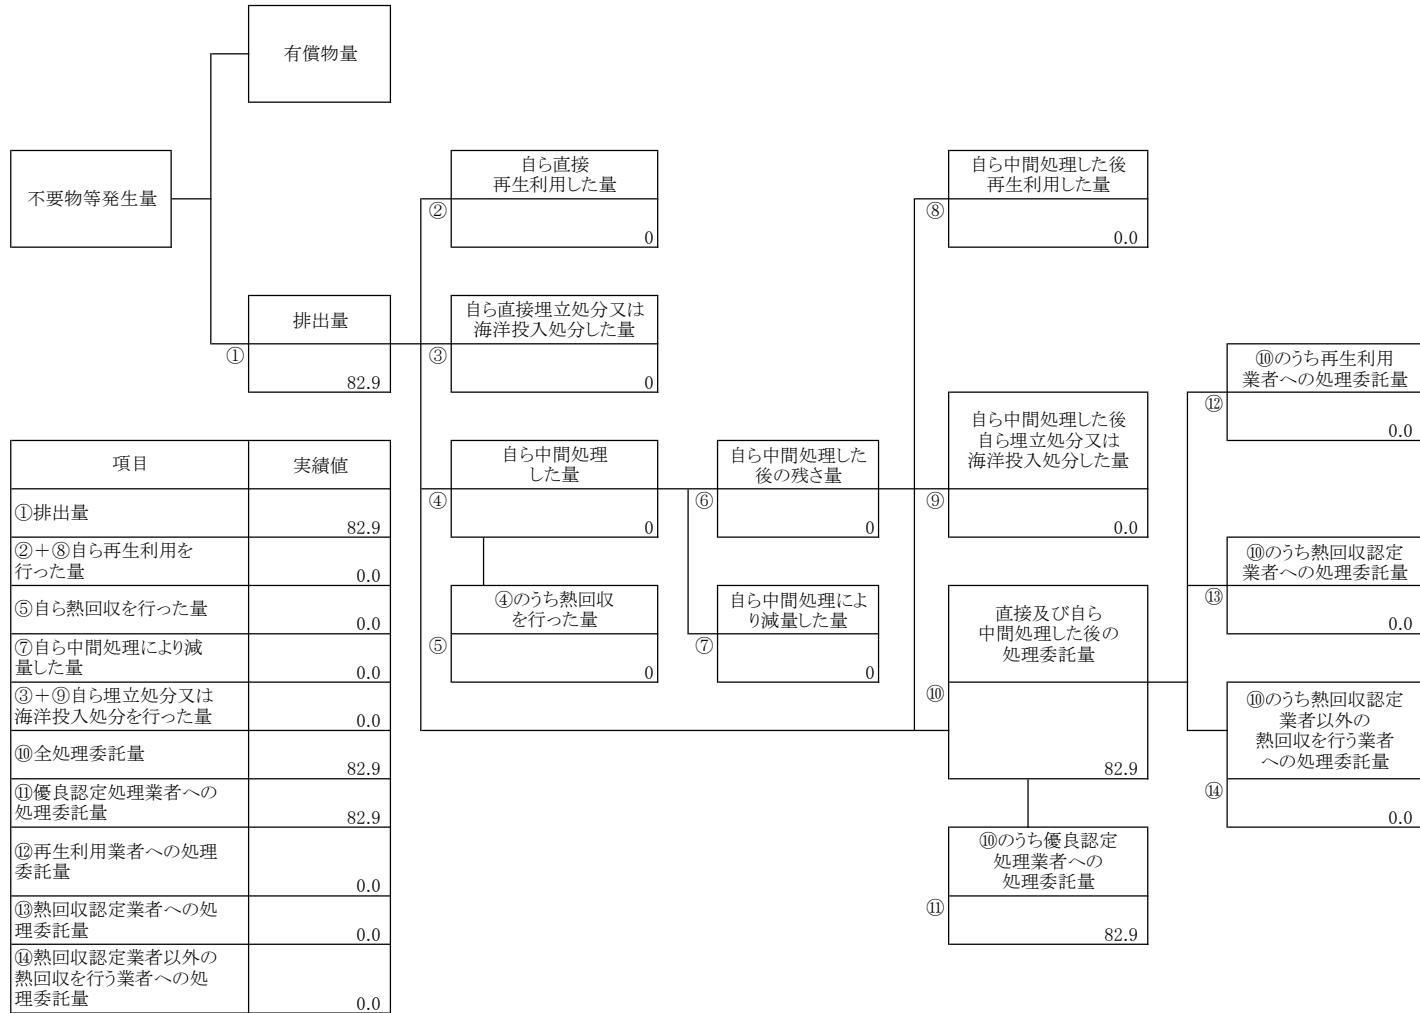 有償物量
不要物等発生量
排出量
①
82.9
自ら直接
再生利用した量
②
0
自ら直接埋立処分又は
海洋投入処分した量
③
0
自ら中間処理
した量
④
0
④のうち熱回収
を行った量
⑤
0
自ら中間処理した
後の残さ量
⑥
0
自ら中間処理によ
り減量した量
⑦
0
自ら中間処理した後
再生利用した量
⑧
0.0
自ら中間処理した後
自ら埋立処分又は
海洋投入処分した量
⑨
0.0
直接及び自ら
中間処理した後の
処理委託量
⑩
82.9
⑩のうち優良認定
処理業者への
処理委託量
⑪
82.9
⑩のうち再生利用
業者への処理委託量
⑫
0.0
⑩のうち熱回収認定
業者への処理委託量
⑬
0.0
⑩のうち熱回収認定
業者以外の
熱回収を行う業者
への処理委託量
⑭
0.0
項目 実績値
①排出量
82.9
②+⑧自ら再生利用を
行った量 0.0
⑤自ら熱回収を行った量
0.0
⑦自ら中間処理により減
量した量 0.0
③+⑨自ら埋立処分又は
海洋投入処分を行った量 0.0
⑩全処理委託量
82.9
⑪優良認定処理業者への
処理委託量 82.9
⑫再生利用業者への処理
委託量
0.0
⑬熱回収認定業者への処
理委託量 0.0
⑭熱回収認定業者以外の
熱回収を行う業者への処
理委託量 0.0